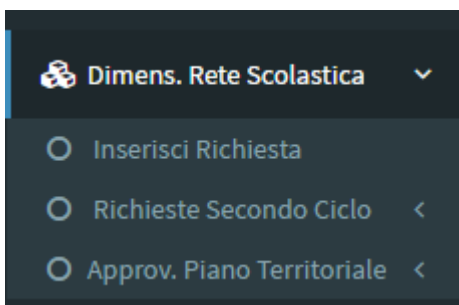 Dimens. Rete Scolastica
Inserisci Richiesta
Richieste Secondo Ciclo
Approv. Piano Territoriale